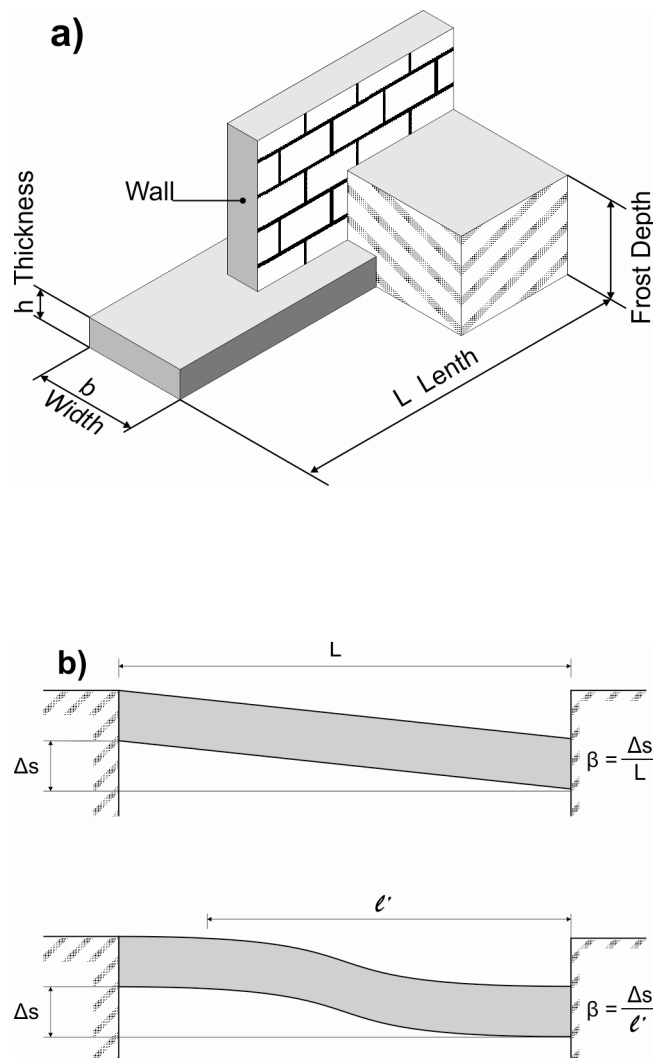 a)
Wall
h Thickness
b
Width
L Lenth
Frost Depth
b)
L
Δs
β = Δs/L
ℓ'
Δs
β = Δs/ℓ'